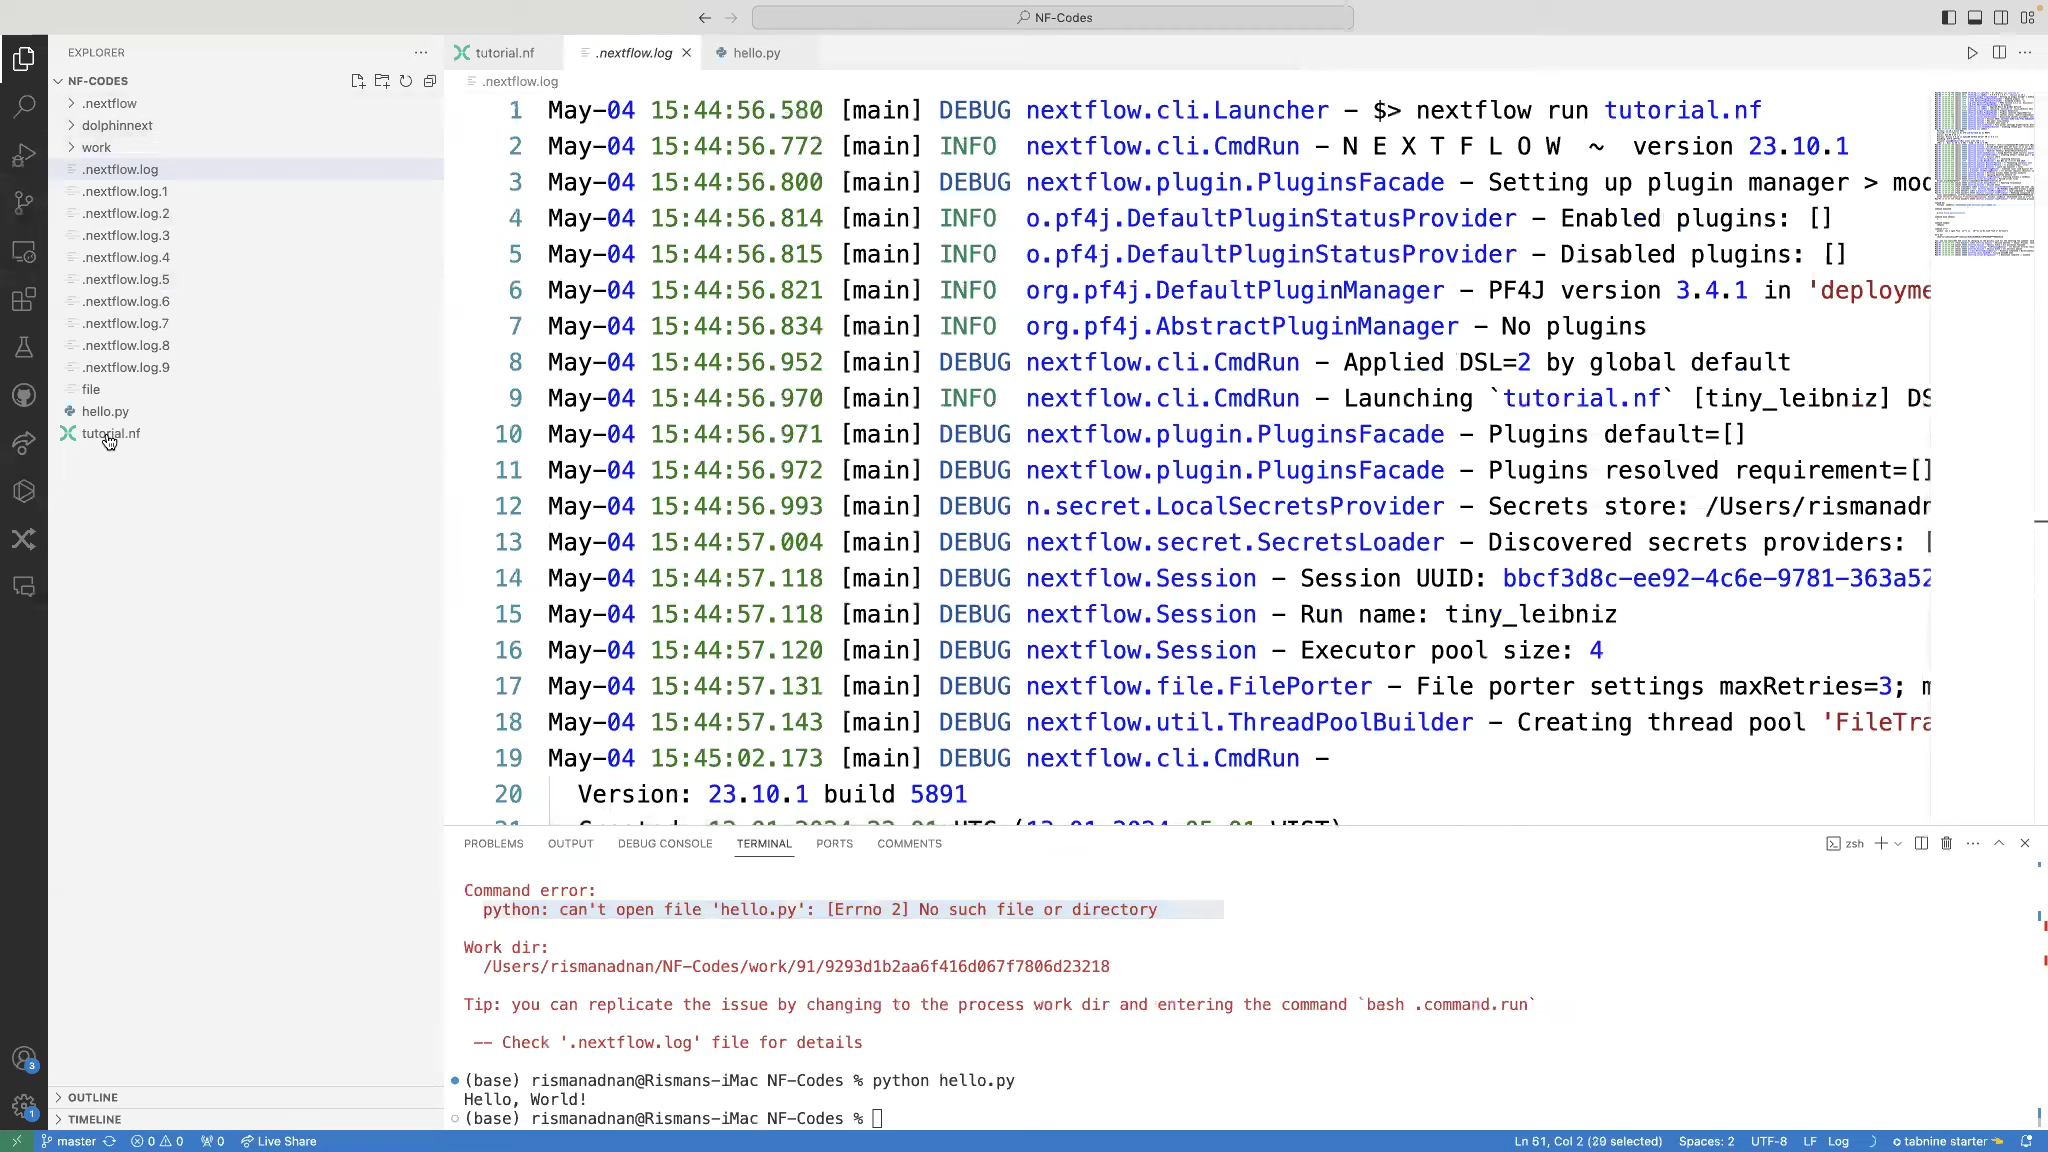 NF-Codes
EXPLORER
NF-CODES
.nextflow
dolphinnext
work
.nextflow.log
.nextflow.log.1
.nextflow.log.2
.nextflow.log.3
.nextflow.log.4
.nextflow.log.5
.nextflow.log.6
.nextflow.log.7
.nextflow.log.8
.nextflow.log.9
file
hello.py
tutorial.nf
OUTLINE
TIMELINE
tutorial.nf .nextflow.log hello.py
.nextflow.log
1 May-04 15:44:56.580 [main] DEBUG nextflow.cli.Launcher - $> nextflow run tutorial.nf
2 May-04 15:44:56.772 [main] INFO nextflow.cli.CmdRun - N E X T F L O W ~ version 23.10.1
3 May-04 15:44:56.800 [main] DEBUG nextflow.plugin.PluginsFacade - Setting up plugin manager > mod
4 May-04 15:44:56.814 [main] INFO o.pf4j.DefaultPluginStatusProvider - Enabled plugins: []
5 May-04 15:44:56.815 [main] INFO o.pf4j.DefaultPluginStatusProvider - Disabled plugins: []
6 May-04 15:44:56.821 [main] INFO org.pf4j.DefaultPluginManager - PF4J version 3.4.1 in 'deployme
7 May-04 15:44:56.834 [main] INFO org.pf4j.AbstractPluginManager - No plugins
8 May-04 15:44:56.952 [main] DEBUG nextflow.cli.CmdRun - Applied DSL=2 by global default
9 May-04 15:44:56.970 [main] INFO nextflow.cli.CmdRun - Launching `tutorial.nf` [tiny_leibniz] DS
10 May-04 15:44:56.971 [main] DEBUG nextflow.plugin.PluginsFacade - Plugins default=[]
11 May-04 15:44:56.972 [main] DEBUG nextflow.plugin.PluginsFacade - Plugins resolved requirement=[]
12 May-04 15:44:56.993 [main] DEBUG n.secret.LocalSecretsProvider - Secrets store: /Users/rismanadn
13 May-04 15:44:57.004 [main] DEBUG nextflow.secret.SecretsLoader - Discovered secrets providers: [
14 May-04 15:44:57.118 [main] DEBUG nextflow.Session - Session UUID: bbcf3d8c-ee92-4c6e-9781-363a52
15 May-04 15:44:57.118 [main] DEBUG nextflow.Session - Run name: tiny_leibniz
16 May-04 15:44:57.120 [main] DEBUG nextflow.Session - Executor pool size: 4
17 May-04 15:44:57.131 [main] DEBUG nextflow.file.FilePorter - File porter settings maxRetries=3; m
18 May-04 15:44:57.143 [main] DEBUG nextflow.util.ThreadPoolBuilder - Creating thread pool 'FileTra
19 May-04 15:45:02.173 [main] DEBUG nextflow.cli.CmdRun -
20 Version: 23.10.1 build 5891
PROBLEMS OUTPUT DEBUG CONSOLE TERMINAL PORTS COMMENTS zsh
Command error:
python: can't open file 'hello.py': [Errno 2] No such file or directory
Work dir:
/Users/rismanadnan/NF-Codes/work/91/9293d1b2aa6f416d067f7806d23218
Tip: you can replicate the issue by changing to the process work dir and entering the command `bash .command.run`
-- Check '.nextflow.log' file for details
(base) rismanadnan@Rismans-iMac NF-Codes % python hello.py
Hello, World!
(base) rismanadnan@Rismans-iMac NF-Codes %
3
1
master 0 0 0 Live Share Ln 61, Col 2 (29 selected) Spaces: 2 UTF-8 LF Log tabnine starter